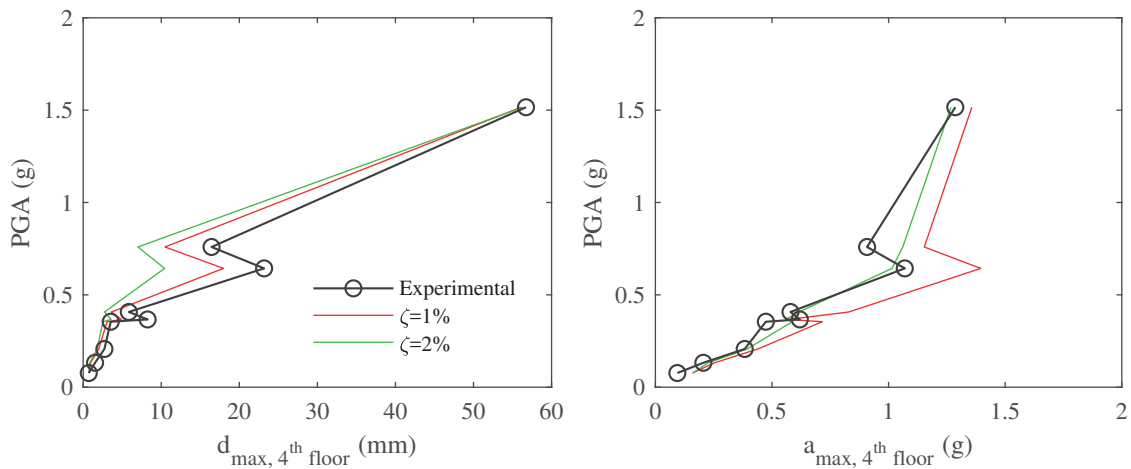 2
1.5
1
0.5
0
PGA (g)
0 10 20 30 40 50 60
d_max, 4^th floor (mm)
Experimental
ζ=1%
ζ=2%
2
1.5
1
0.5
0
PGA (g)
0 0.5 1 1.5 2
a_max, 4^th floor (g)